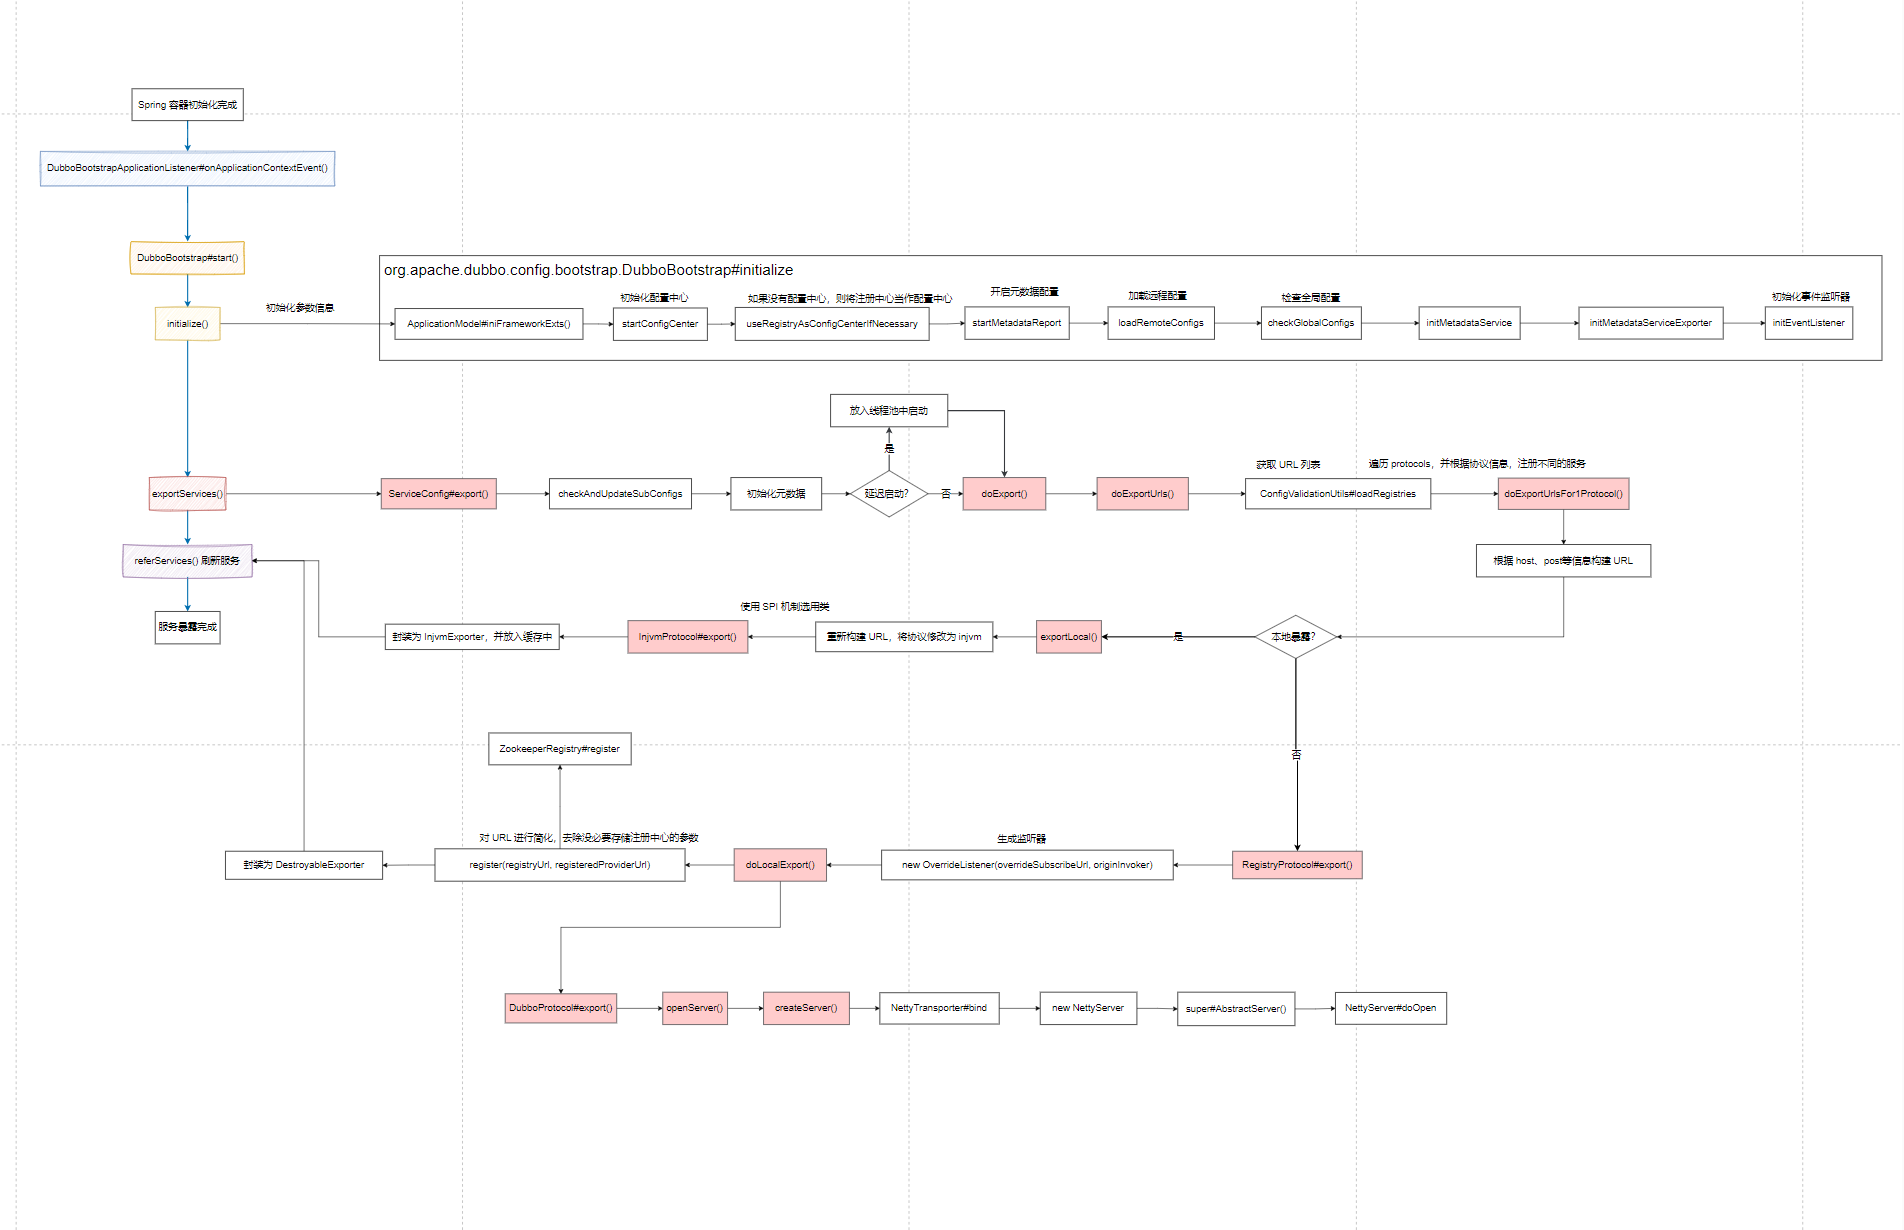 Spring 容器初始化完成
DubboBootstrapApplicationListener#onApplicationContextEvent()
DubboBootstrap#start()
initialize()
初始化参数信息
org.apache.dubbo.config.bootstrap.DubboBootstrap#initialize
ApplicationModel#iniFrameworkExts()
初始化配置中心
startConfigCenter
如果没有配置中心，则将注册中心当作配置中心
useRegistryAsConfigCenterIfNecessary
开启元数据配置
startMetadataReport
加载远程配置
loadRemoteConfigs
检查全局配置
checkGlobalConfigs
initMetadataService
initMetadataServiceExporter
初始化事件监听器
initEventListener
放入线程池中启动
是
exportServices()
ServiceConfig#export()
checkAndUpdateSubConfigs
初始化元数据
延迟启动？
否
doExport()
doExportUrls()
获取 URL 列表
ConfigValidationUtils#loadRegistries
遍历 protocols，并根据协议信息，注册不同的服务
doExportUrlsFor1Protocol()
根据 host、post等信息构建 URL
referServices() 刷新服务
服务暴露完成
本地暴露？
是
exportLocal()
重新构建 URL，将协议修改为 injvm
使用 SPI 机制选用类
InjvmProtocol#export()
封装为 InjvmExporter，并放入缓存中
否
RegistryProtocol#export()
生成监听器
new OverrideListener(overrideSubscribeUrl, originInvoker)
doLocalExport()
对 URL 进行简化，去除没必要存储注册中心的参数
register(registryUrl, registeredProviderUrl)
ZookeeperRegistry#register
封装为 DestroyableExporter
DubboProtocol#export()
openServer()
createServer()
NettyTransporter#bind
new NettyServer
super#AbstractServer()
NettyServer#doOpen